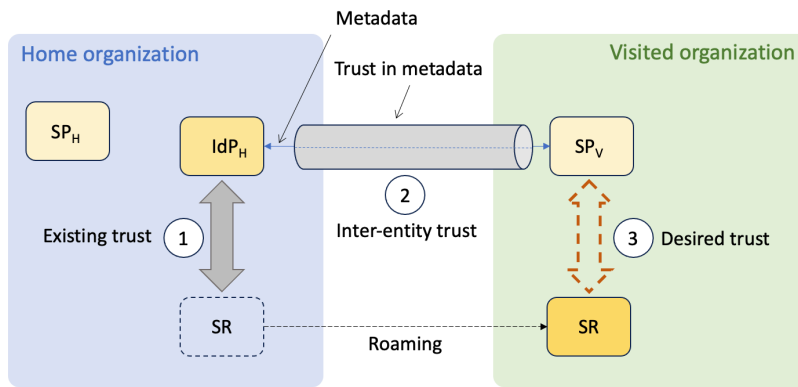 Metadata
Home organization
Visited organization
Trust in metadata
SPH
IdPH
SPV
2
Existing trust
1
Inter-entity trust
3
Desired trust
SR
Roaming
SR